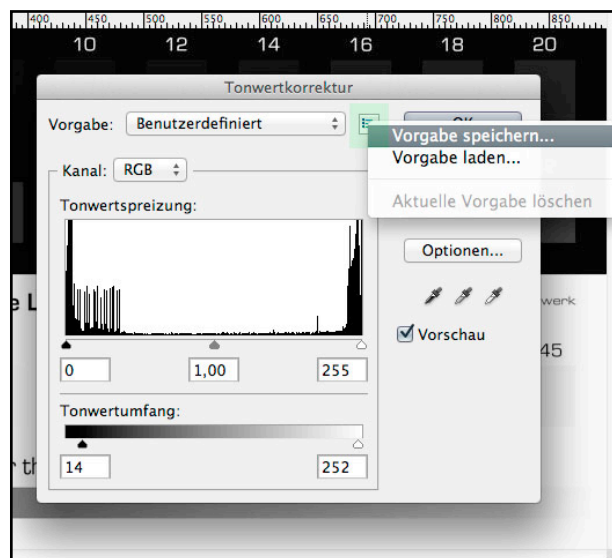 400 450 500 550 600 650 700 750 800 850
10 12 14 16 18 20
Tonwertkorrektur
Vorgabe: Benutzerdefiniert
Vorgabe speichern...
Vorgabe laden...
Aktuelle Vorgabe löschen
Kanal: RGB
Tonwertspreizung:
Optionen...
Vorschau
0 1,00 255
Tonwertumfang:
14 252
e L
werk
45
r th